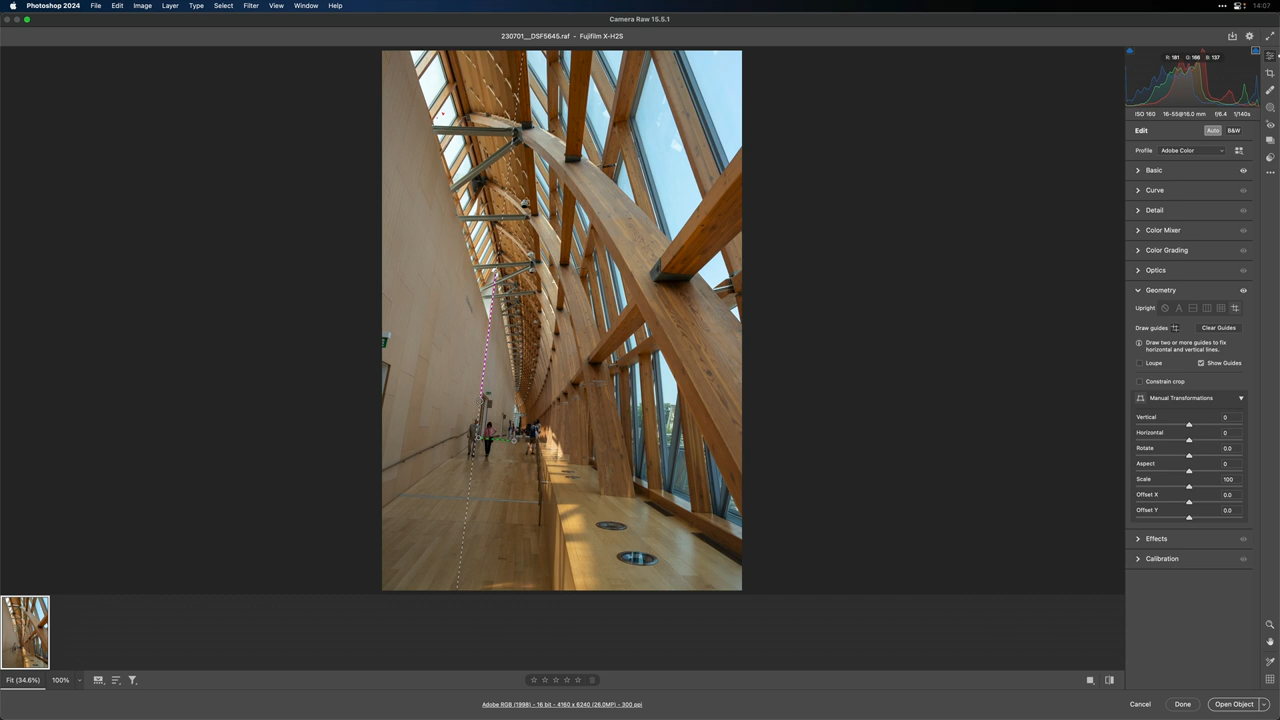 Photoshop 2024 File Edit Image Layer Type Select Filter View Window Help 14:07
Camera Raw 15.5.1
230701__DSF5645.raf - Fujifilm X-H2S
R: 181 G: 166 B: 137
ISO 160 16-55@16.0 mm f/6.4 1/140s
Edit Auto B&W
Profile Adobe Color
Basic
Curve
Detail
Color Mixer
Color Grading
Optics
Geometry
Upright A
Draw guides Clear Guides
Draw two or more guides to fix
horizontal and vertical lines.
Loupe Show Guides
Constrain crop
Manual Transformations
Vertical 0
Horizontal 0
Rotate 0.0
Aspect 0
Scale 100
Offset X 0.0
Offset Y 0.0
Effects
Calibration
Fit (34.6%) 100%
Adobe RGB (1998) - 16 bit - 4160 x 6240 (26.0MP) - 300 ppi
Cancel Done Open Object